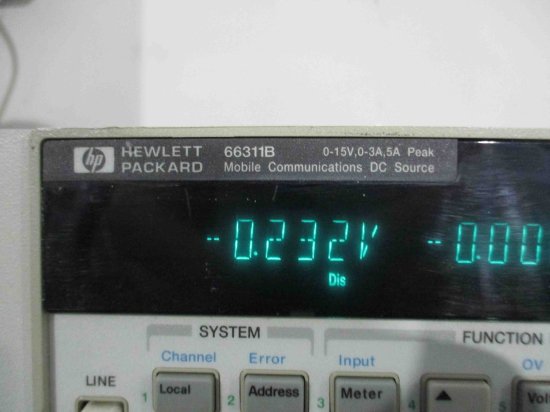 hp HEWLETT PACKARD 66311B 0-15V,0-3A,5A Peak
Mobile Communications DC Source
-0.232V -0.00
Dis
SYSTEM FUNCTION
Channel Error Input OV
LINE
1 Local 2 Address 3 Meter 4 5